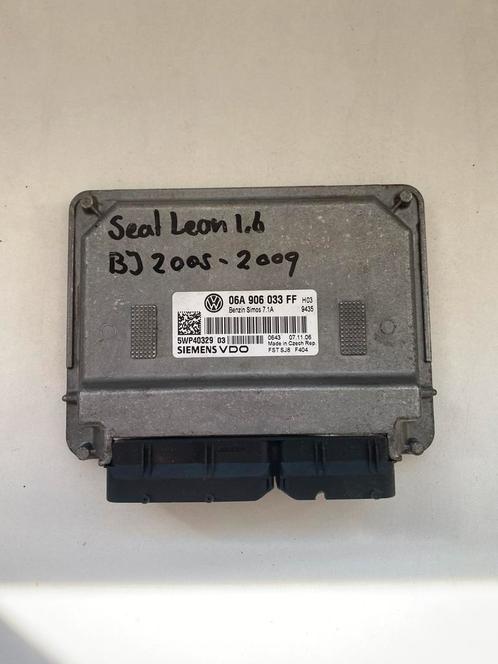 Seat Leon 1.6
BJ 2005 - 2009
06A 906 033 FF H03
Benzin Simos 7.1A 9435
5WP40329 03 0643 07.11.06
Made in Czech Rep.
SIEMENS VDO FST SJ6 F404